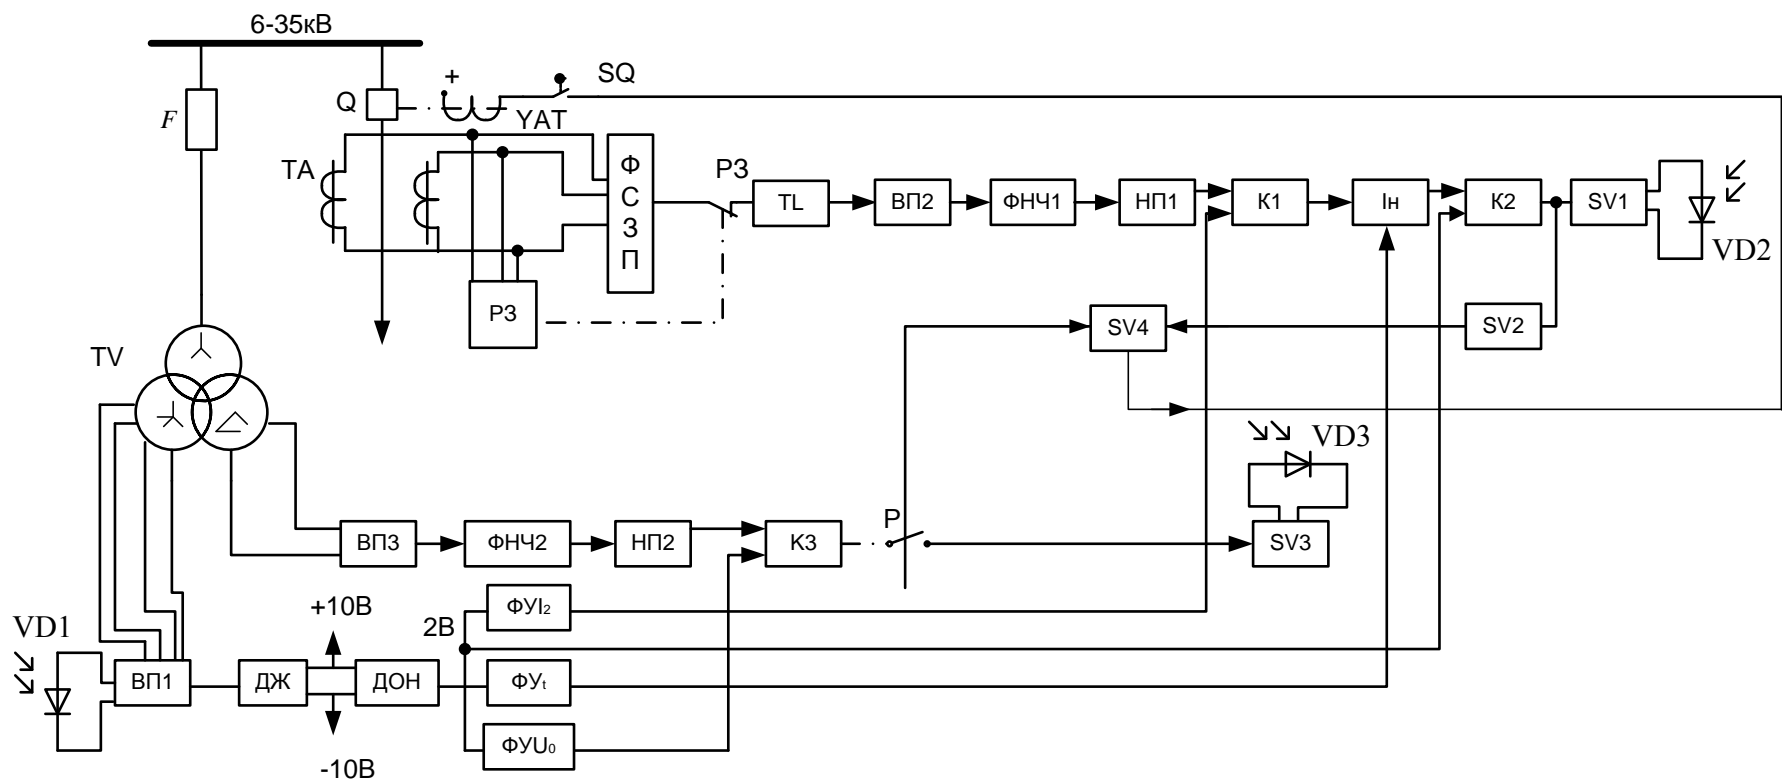 6-35кВ
+
SQ
Q
F
YAT
TA
Ф
С
З
П
РЗ
TL
ВП2
ФНЧ1
НП1
К1
Iн
К2
SV1
VD2
РЗ
SV4
SV2
TV
VD3
P
ВП3
ФНЧ2
НП2
К3
SV3
+10В
ФУI₂
VD1
2В
ВП1
ДЖ
ДОН
ФУt
ФУU₀
-10В